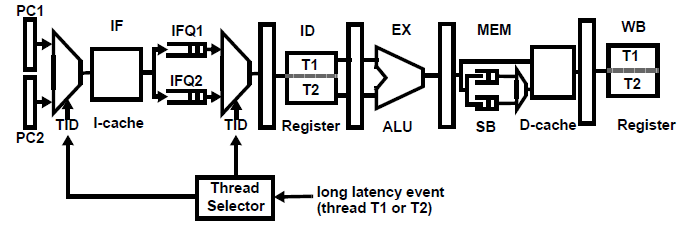 PC1
IF
IFQ1
ID
EX
MEM
WB
T1
T2
T1
T2
IFQ2
TID
I-cache
TID
Register
ALU
SB
D-cache
Register
PC2
Thread
Selector
long latency event
(thread T1 or T2)